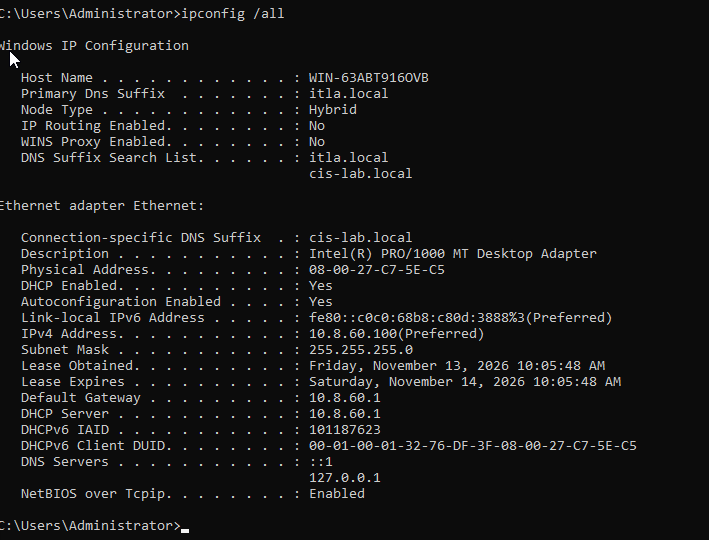 C:\Users\Administrator>ipconfig /all
Windows IP Configuration
Host Name . . . . . . . . . . . . : WIN-63ABT916OVB
Primary Dns Suffix  . . . . . . . : itla.local
Node Type . . . . . . . . . . . . : Hybrid
IP Routing Enabled. . . . . . . . : No
WINS Proxy Enabled. . . . . . . . : No
DNS Suffix Search List. . . . . . : itla.local
cis-lab.local
Ethernet adapter Ethernet:
Connection-specific DNS Suffix  . : cis-lab.local
Description . . . . . . . . . . . : Intel(R) PRO/1000 MT Desktop Adapter
Physical Address. . . . . . . . . : 08-00-27-C7-5E-C5
DHCP Enabled. . . . . . . . . . . : Yes
Autoconfiguration Enabled . . . . : Yes
Link-local IPv6 Address . . . . . : fe80::c0c0:68b8:c80d:3888%3(Preferred)
IPv4 Address. . . . . . . . . . . : 10.8.60.100(Preferred)
Subnet Mask . . . . . . . . . . . : 255.255.255.0
Lease Obtained. . . . . . . . . . : Friday, November 13, 2026 10:05:48 AM
Lease Expires . . . . . . . . . . : Saturday, November 14, 2026 10:05:48 AM
Default Gateway . . . . . . . . . : 10.8.60.1
DHCP Server . . . . . . . . . . . : 10.8.60.1
DHCPv6 IAID . . . . . . . . . . . : 101187623
DHCPv6 Client DUID. . . . . . . . : 00-01-00-01-32-76-DF-3F-08-00-27-C7-5E-C5
DNS Servers . . . . . . . . . . . : ::1
127.0.0.1
NetBIOS over Tcpip. . . . . . . . : Enabled
C:\Users\Administrator>